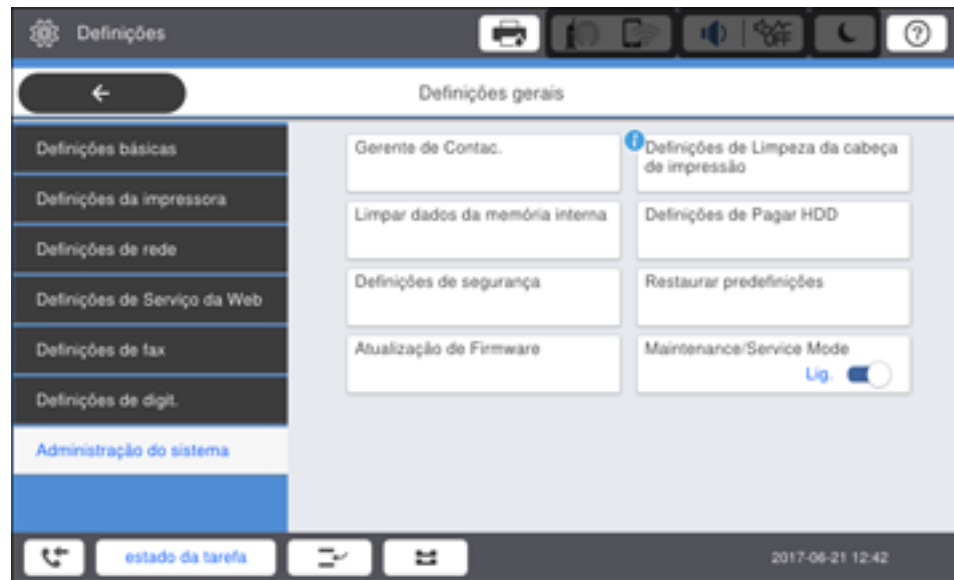 Definições
OFF
?
Definições gerais
Definições básicas
Definições da impressora
Definições de rede
Definições de Serviço da Web
Definições de fax
Definições de digit.
Administração do sistema
Gerente de Contac.
i
Definições de Limpeza da cabeça
de impressão
Limpar dados da memória interna
Definições de Pagar HDD
Definições de segurança
Restaurar predefinições
Atualização de Firmware
Maintenance/Service Mode
Lig.
estado da tarefa
2017-06-21 12:42